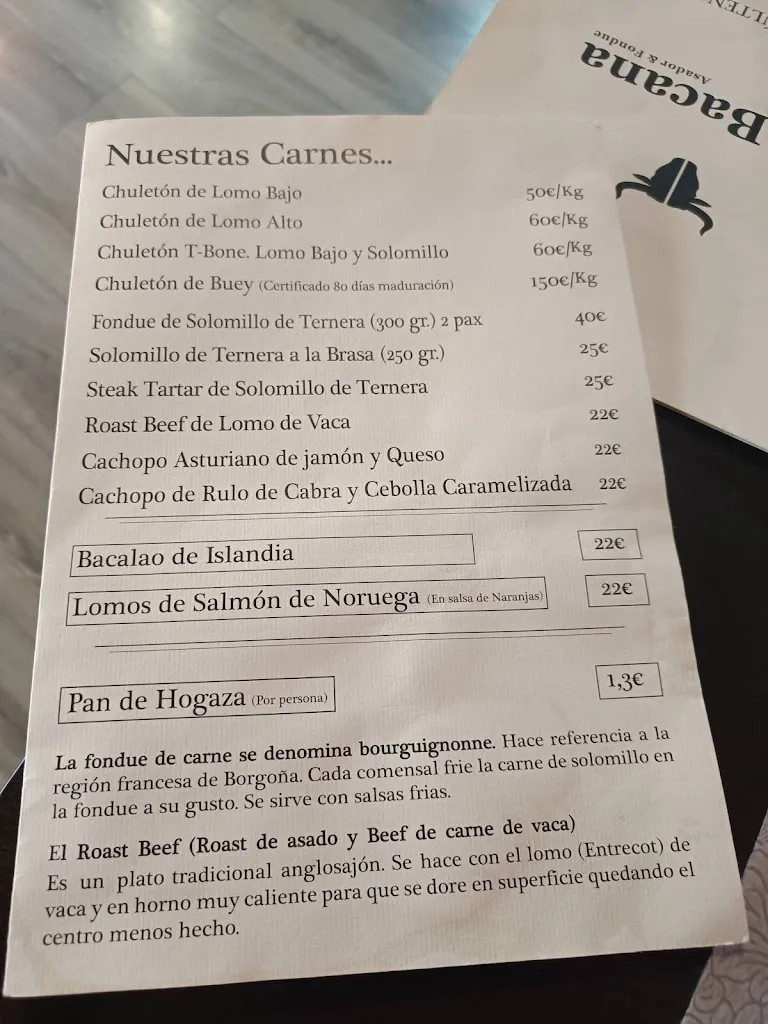 Nuestras Carnes...
Chuletón de Lomo Bajo 50€/Kg
Chuletón de Lomo Alto 60€/Kg
Chuletón T-Bone. Lomo Bajo y Solomillo 60€/Kg
Chuletón de Buey (Certificado 80 días maduración) 150€/Kg
Fondue de Solomillo de Ternera (300 gr.) 2 pax 40€
Solomillo de Ternera a la Brasa (250 gr.) 25€
Steak Tartar de Solomillo de Ternera 25€
Roast Beef de Lomo de Vaca 22€
Cachopo Asturiano de jamón y Queso 22€
Cachopo de Rulo de Cabra y Cebolla Caramelizada 22€
Bacalao de Islandia 22€
Lomos de Salmón de Noruega (En salsa de Naranjas) 22€
Pan de Hogaza (Por persona) 1,3€
La fondue de carne se denomina bourguignonne. Hace referencia a la
región francesa de Borgoña. Cada comensal frie la carne de solomillo en
la fondue a su gusto. Se sirve con salsas frias.
El Roast Beef (Roast de asado y Beef de carne de vaca)
Es un plato tradicional anglosajón. Se hace con el lomo (Entrecot) de
vaca y en horno muy caliente para que se dore en superficie quedando el
centro menos hecho.
Bacana
Asador & Fondue